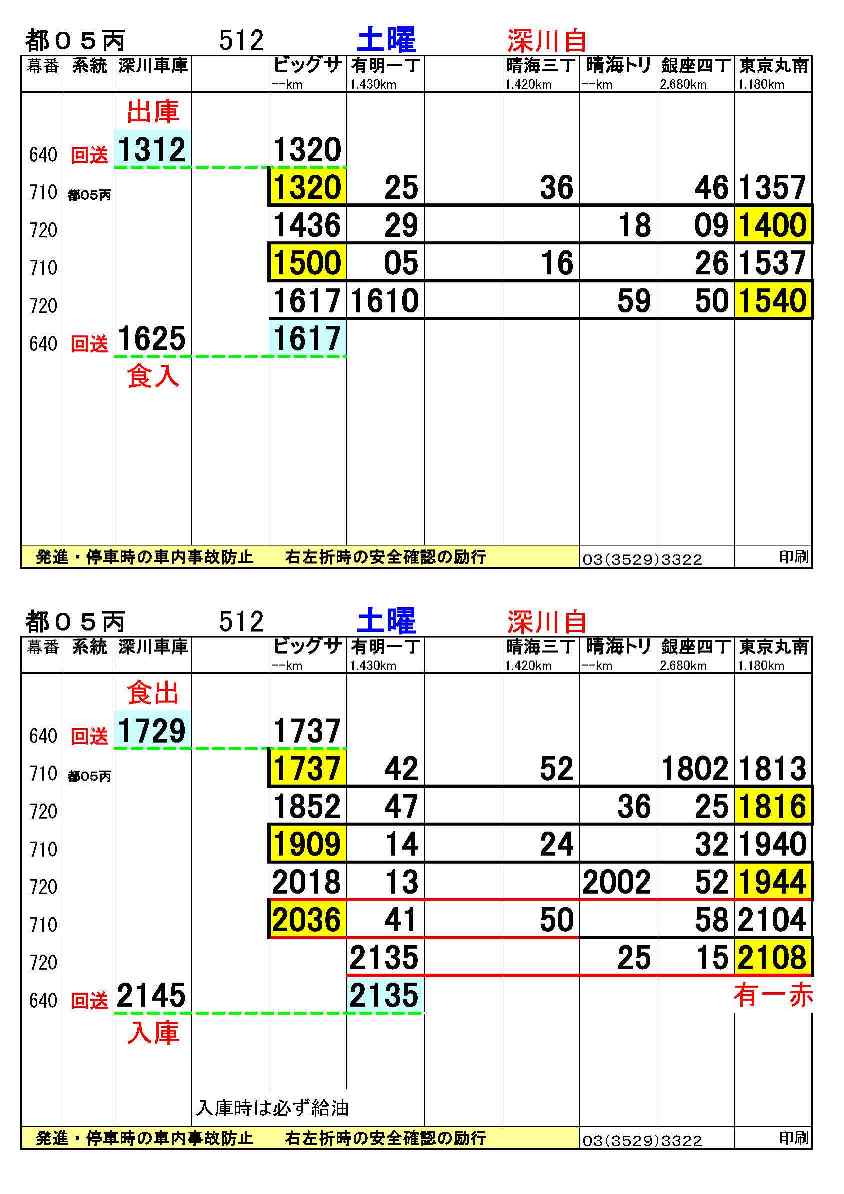 都０５丙 512 土曜 深川自
幕番 系統 深川車庫 ビッグサ 有明一丁 晴海三丁 晴海トリ 銀座四丁 東京丸南
--km 1.430km 1.420km --km 2.680km 1.180km
出庫
640 回送 1312 1320
710 都05丙 1320 25 36 46 1357
720 1436 29 18 09 1400
710 1500 05 16 26 1537
720 1617 1610 59 50 1540
640 回送 1625 1617
食入
発進・停車時の車内事故防止 右左折時の安全確認の励行 03(3529)3322 印刷
都０５丙 512 土曜 深川自
幕番 系統 深川車庫 ビッグサ 有明一丁 晴海三丁 晴海トリ 銀座四丁 東京丸南
--km 1.430km 1.420km --km 2.680km 1.180km
食出
640 回送 1729 1737
710 都05丙 1737 42 52 1802 1813
720 1852 47 36 25 1816
710 1909 14 24 32 1940
720 2018 13 2002 52 1944
710 2036 41 50 58 2104
720 2135 25 15 2108
640 回送 2145 2135 有一赤
入庫
入庫時は必ず給油
発進・停車時の車内事故防止 右左折時の安全確認の励行 03(3529)3322 印刷